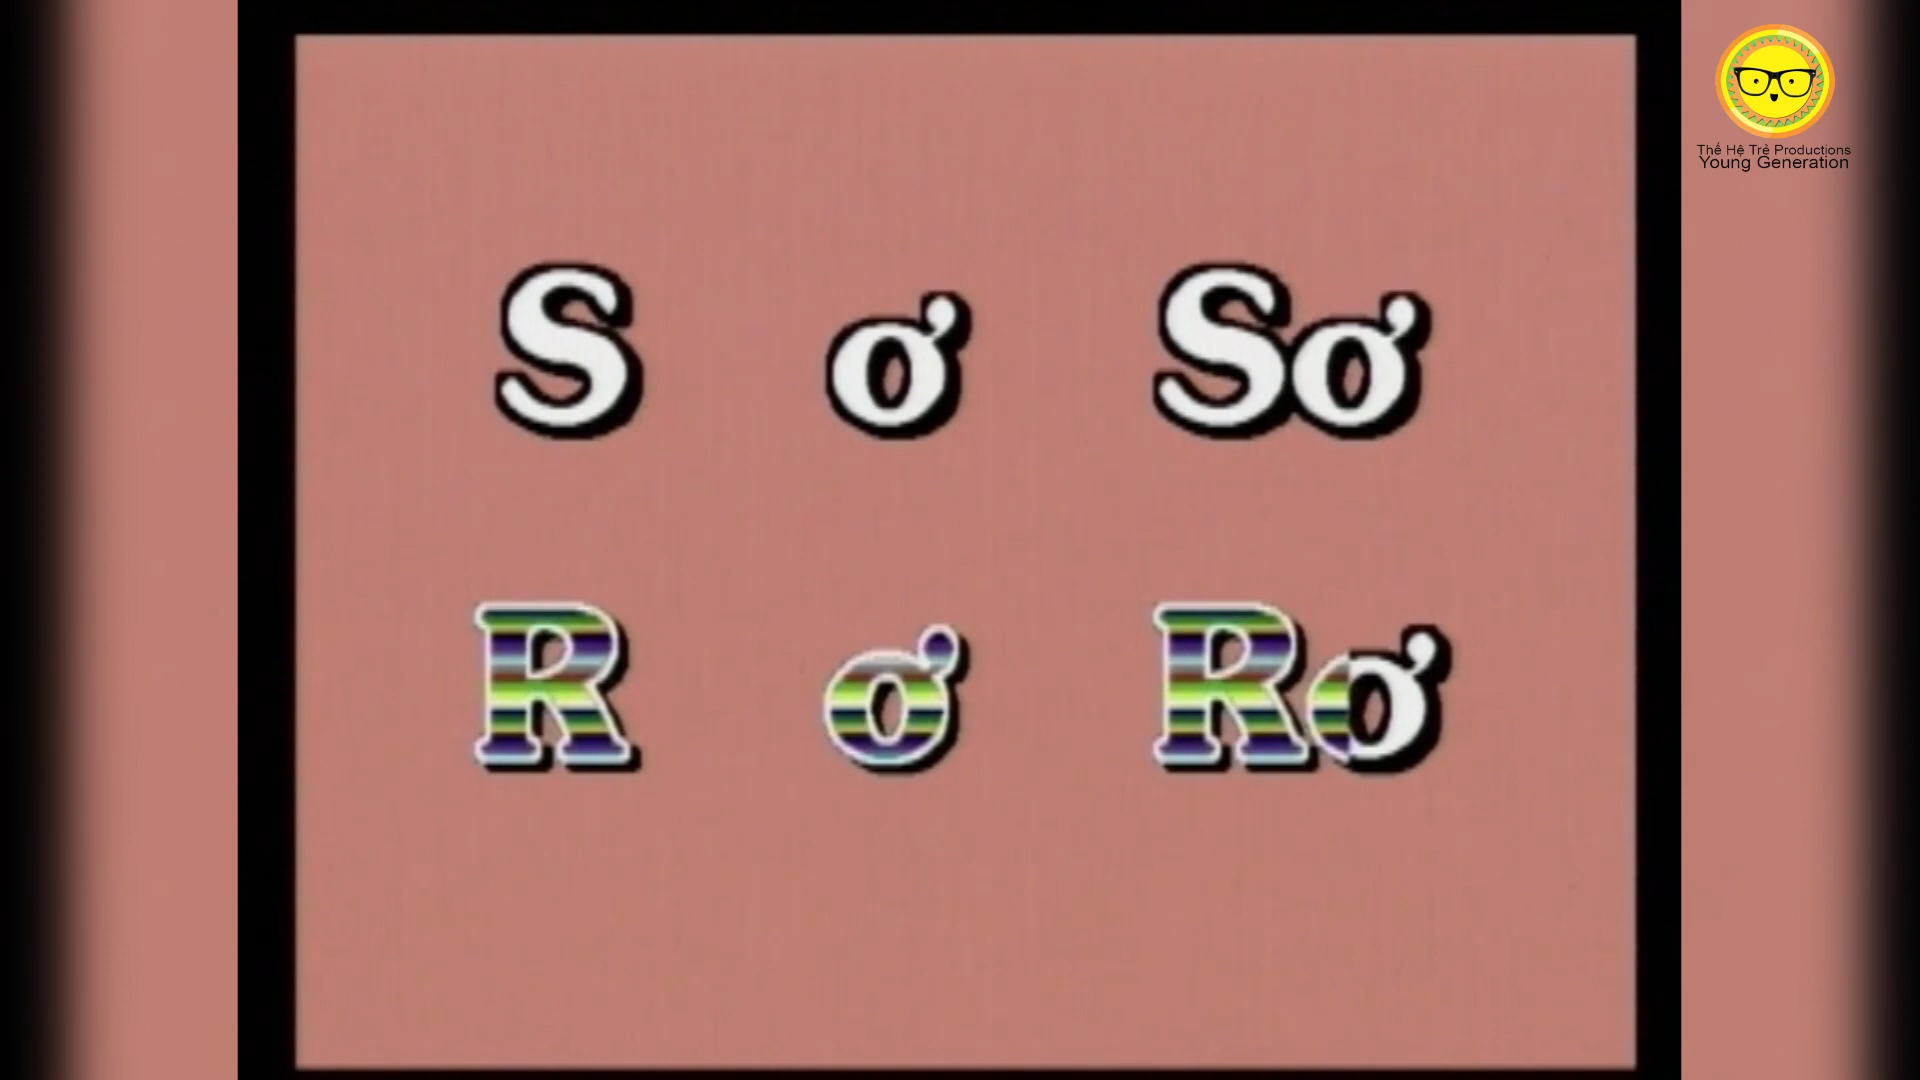 S ơ Sơ
R ơ Rơ
Thế Hệ Trẻ Productions
Young Generation